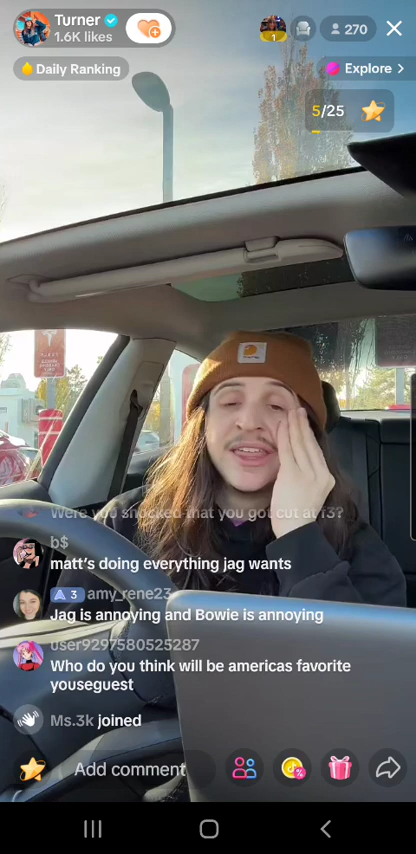 Turner
1.6K likes
1
270
Daily Ranking
Explore >
5/25
Were you shocked that you got cut at f3?
b$
matt's doing everything jag wants
3 amy_rene23
Jag is annoying and Bowie is annoying
user9297580525287
Who do you think will be americas favorite
youseguest
Ms.3k joined
Add comment